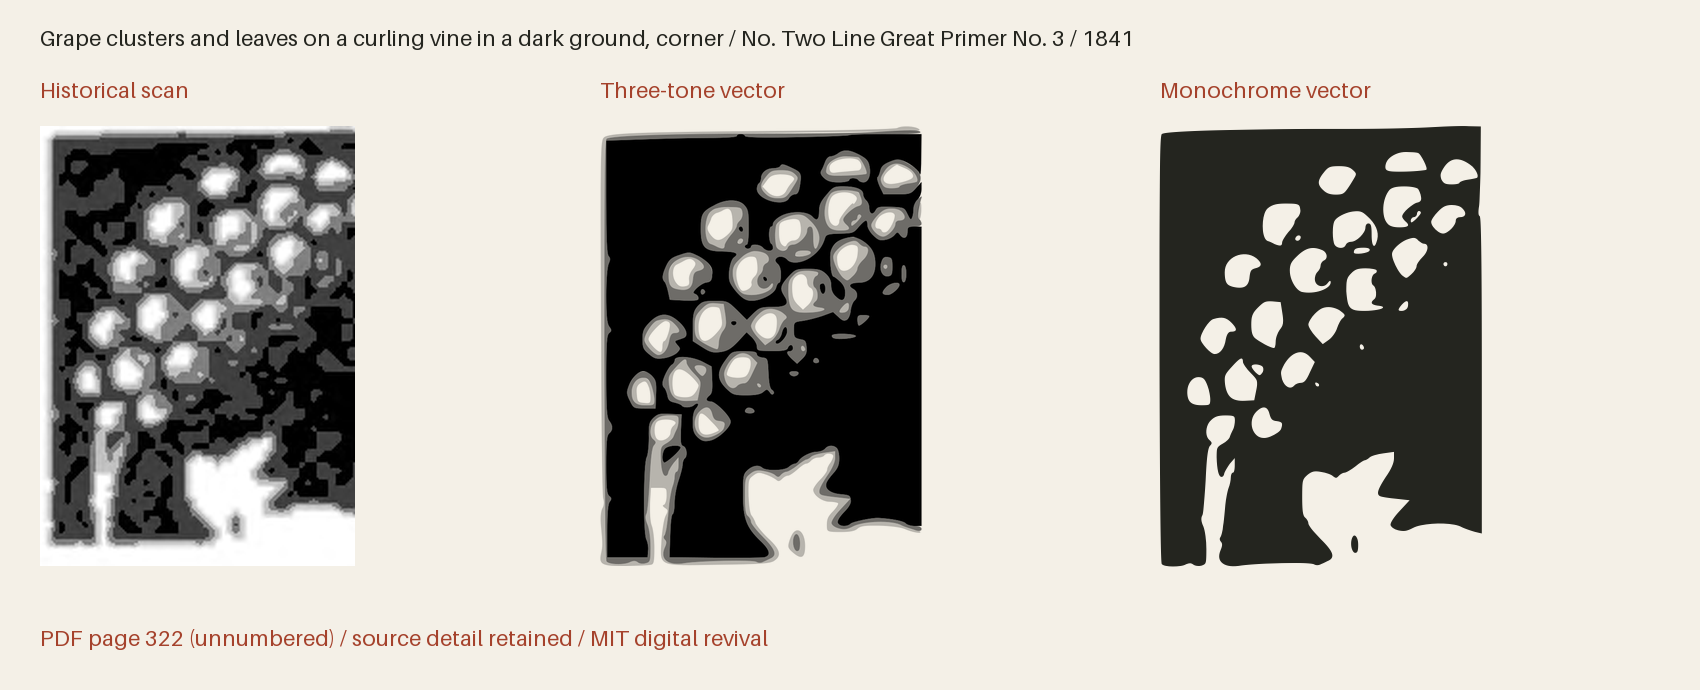 Grape clusters and leaves on a curling vine in a dark ground, corner / No. Two Line Great Primer No. 3 / 1841
Historical scan
Three-tone vector
Monochrome vector
PDF page 322 (unnumbered) / source detail retained / MIT digital revival